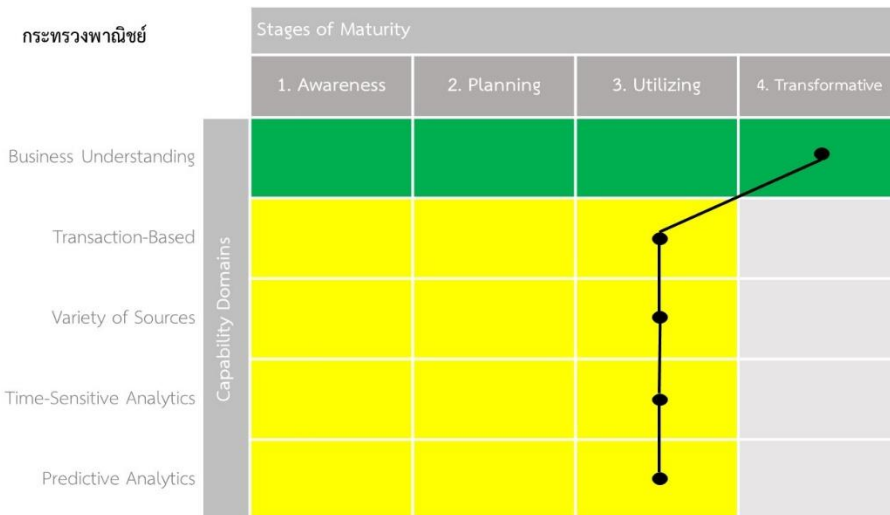 กระทรวงพาณิชย์
Stages of Maturity
1. Awareness
2. Planning
3. Utilizing
4. Transformative
Capability Domains
Business Understanding
Transaction-Based
Variety of Sources
Time-Sensitive Analytics
Predictive Analytics